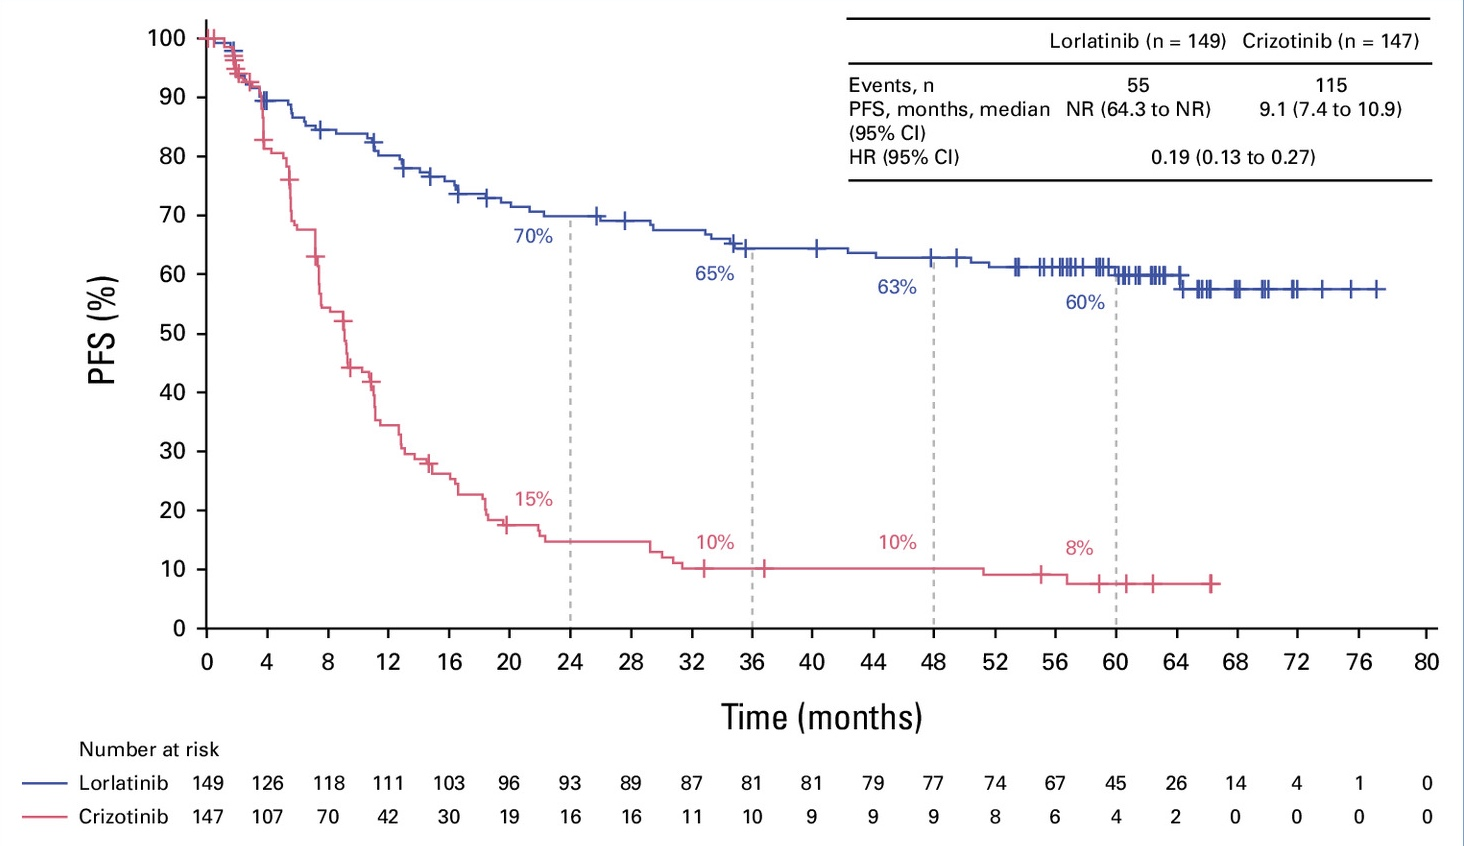 Lorlatinib (n = 149) Crizotinib (n = 147)
Events, n 55 115
PFS, months, median NR (64.3 to NR) 9.1 (7.4 to 10.9)
(95% CI)
HR (95% CI) 0.19 (0.13 to 0.27)
PFS (%)
100
90
80
70
60
50
40
30
20
10
0
70%
65%
63%
60%
15%
10%
10%
8%
0 4 8 12 16 20 24 28 32 36 40 44 48 52 56 60 64 68 72 76 80
Time (months)
Number at risk
Lorlatinib 149 126 118 111 103 96 93 89 87 81 81 79 77 74 67 45 26 14 4 1 0
Crizotinib 147 107 70 42 30 19 16 16 11 10 9 9 9 8 6 4 2 0 0 0 0